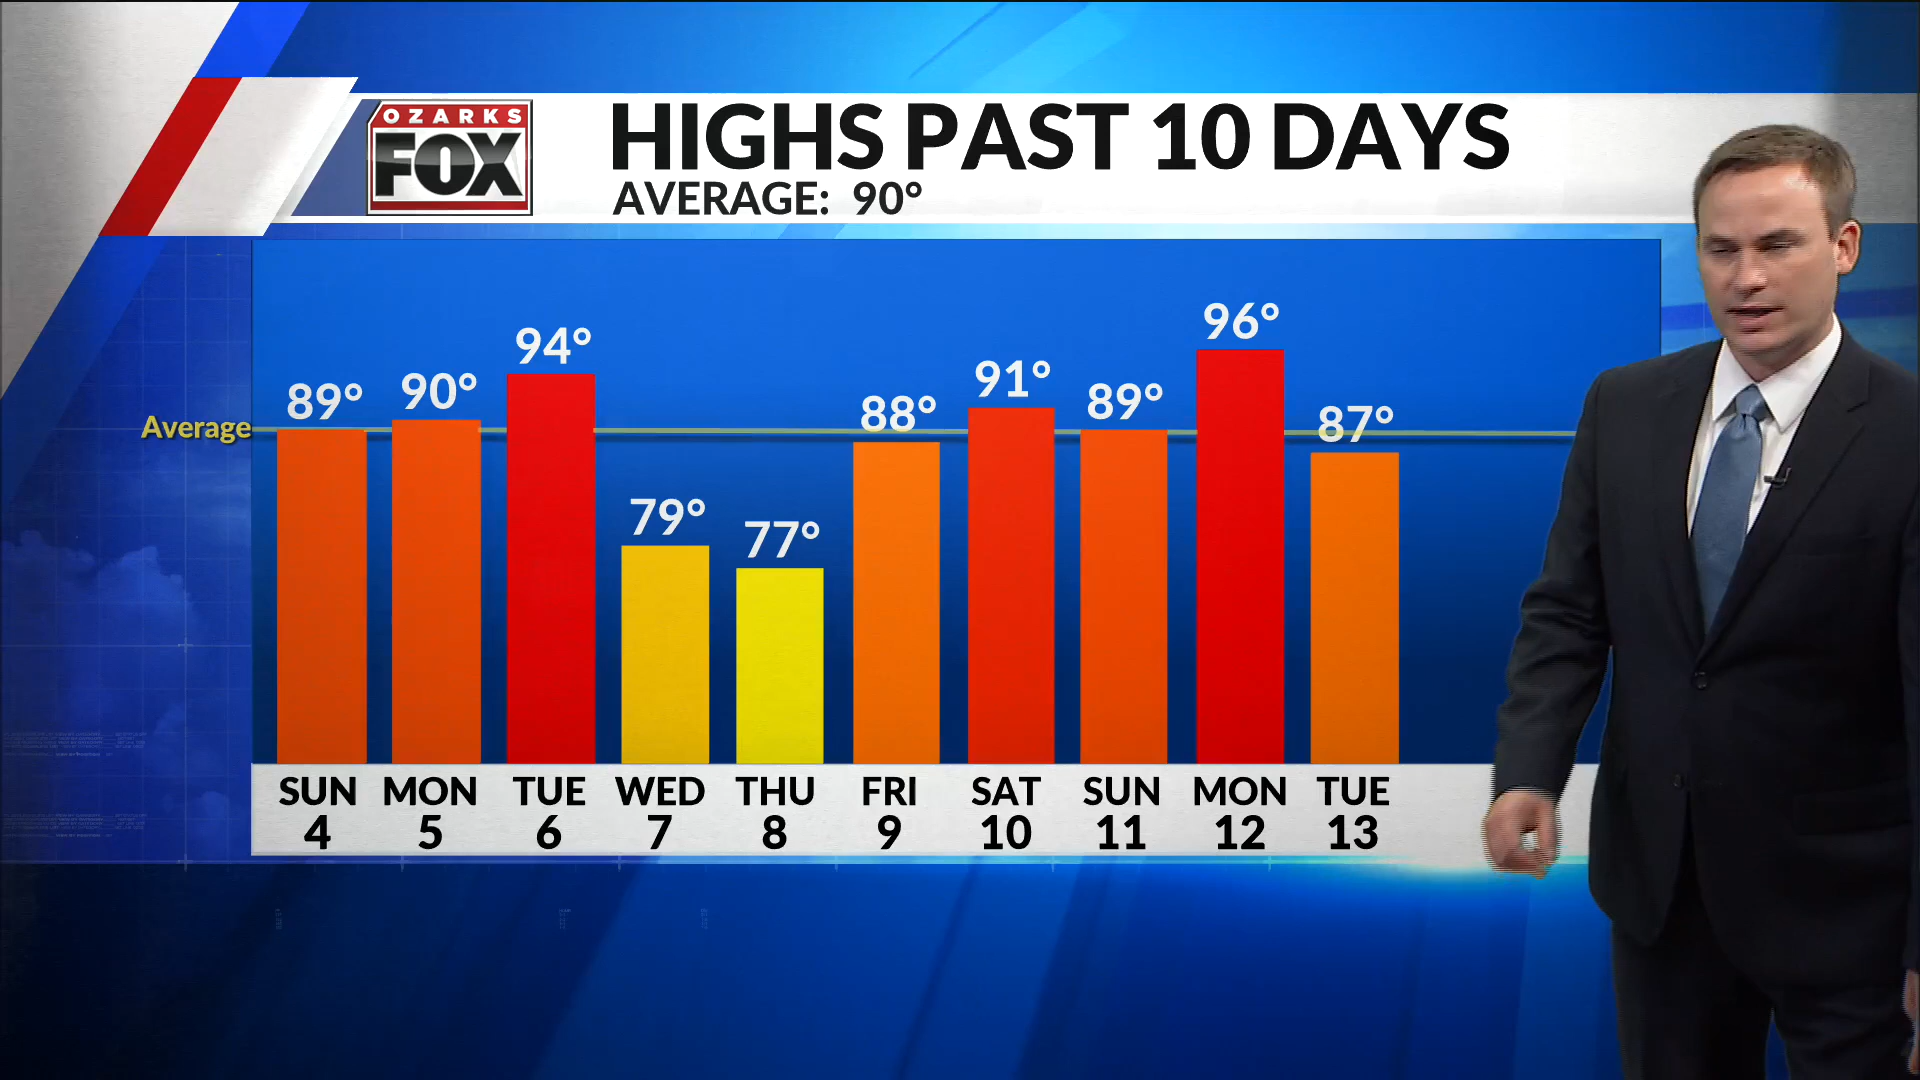 OZARKS
FOX
HIGHS PAST 10 DAYS
AVERAGE: 90°
Average
89° 90° 94° 79° 77° 88° 91° 89° 96° 87°
SUN MON TUE WED THU FRI SAT SUN MON TUE
4 5 6 7 8 9 10 11 12 13